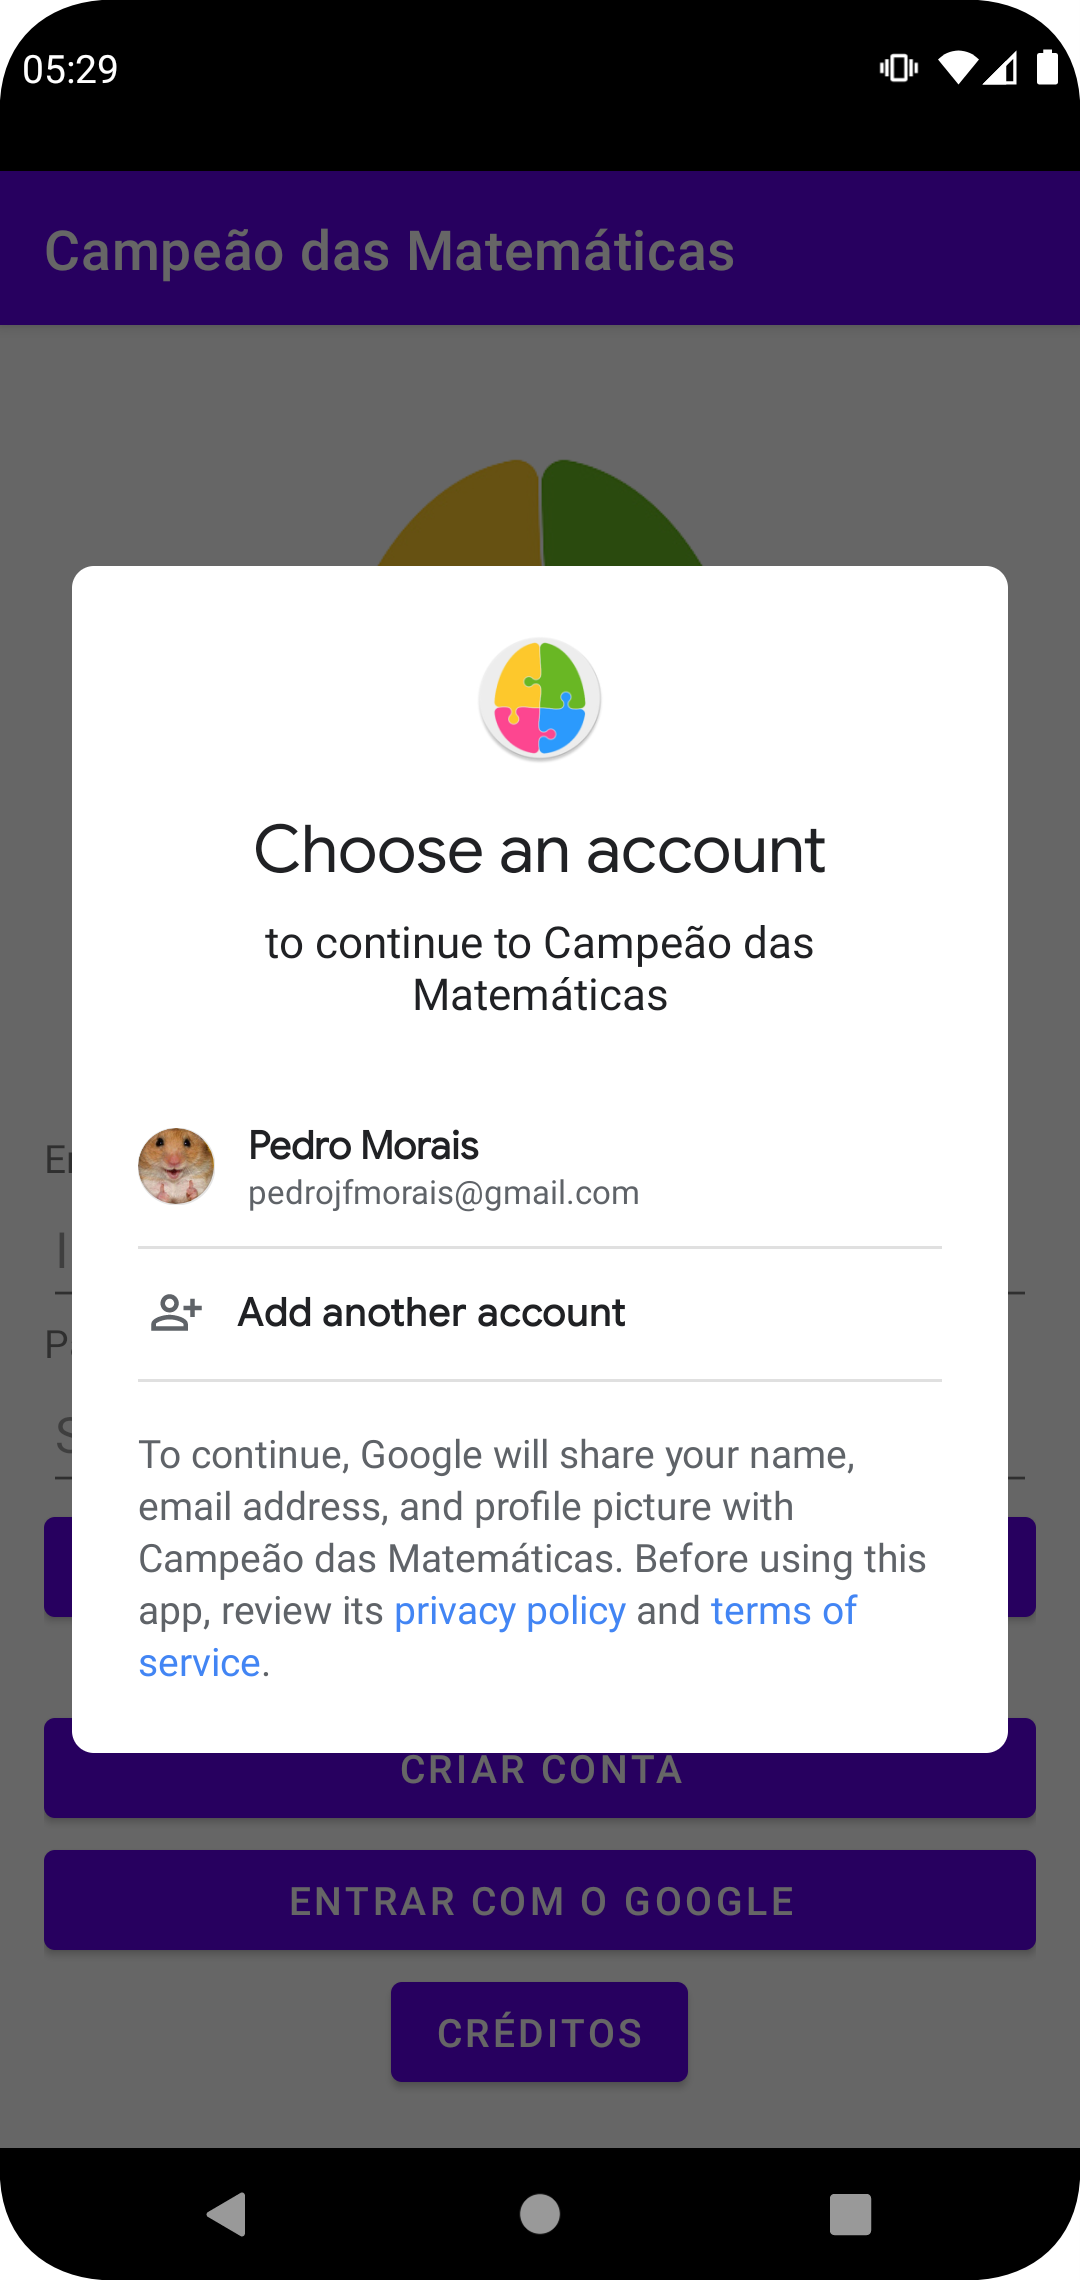 05:29
Campeão das Matemáticas
Choose an account
to continue to Campeão das
Matemáticas
Pedro Morais
pedrojfmorais@gmail.com
Add another account
To continue, Google will share your name,
email address, and profile picture with
Campeão das Matemáticas. Before using this
app, review its privacy policy and terms of
service.
CRIAR CONTA
ENTRAR COM O GOOGLE
CRÉDITOS